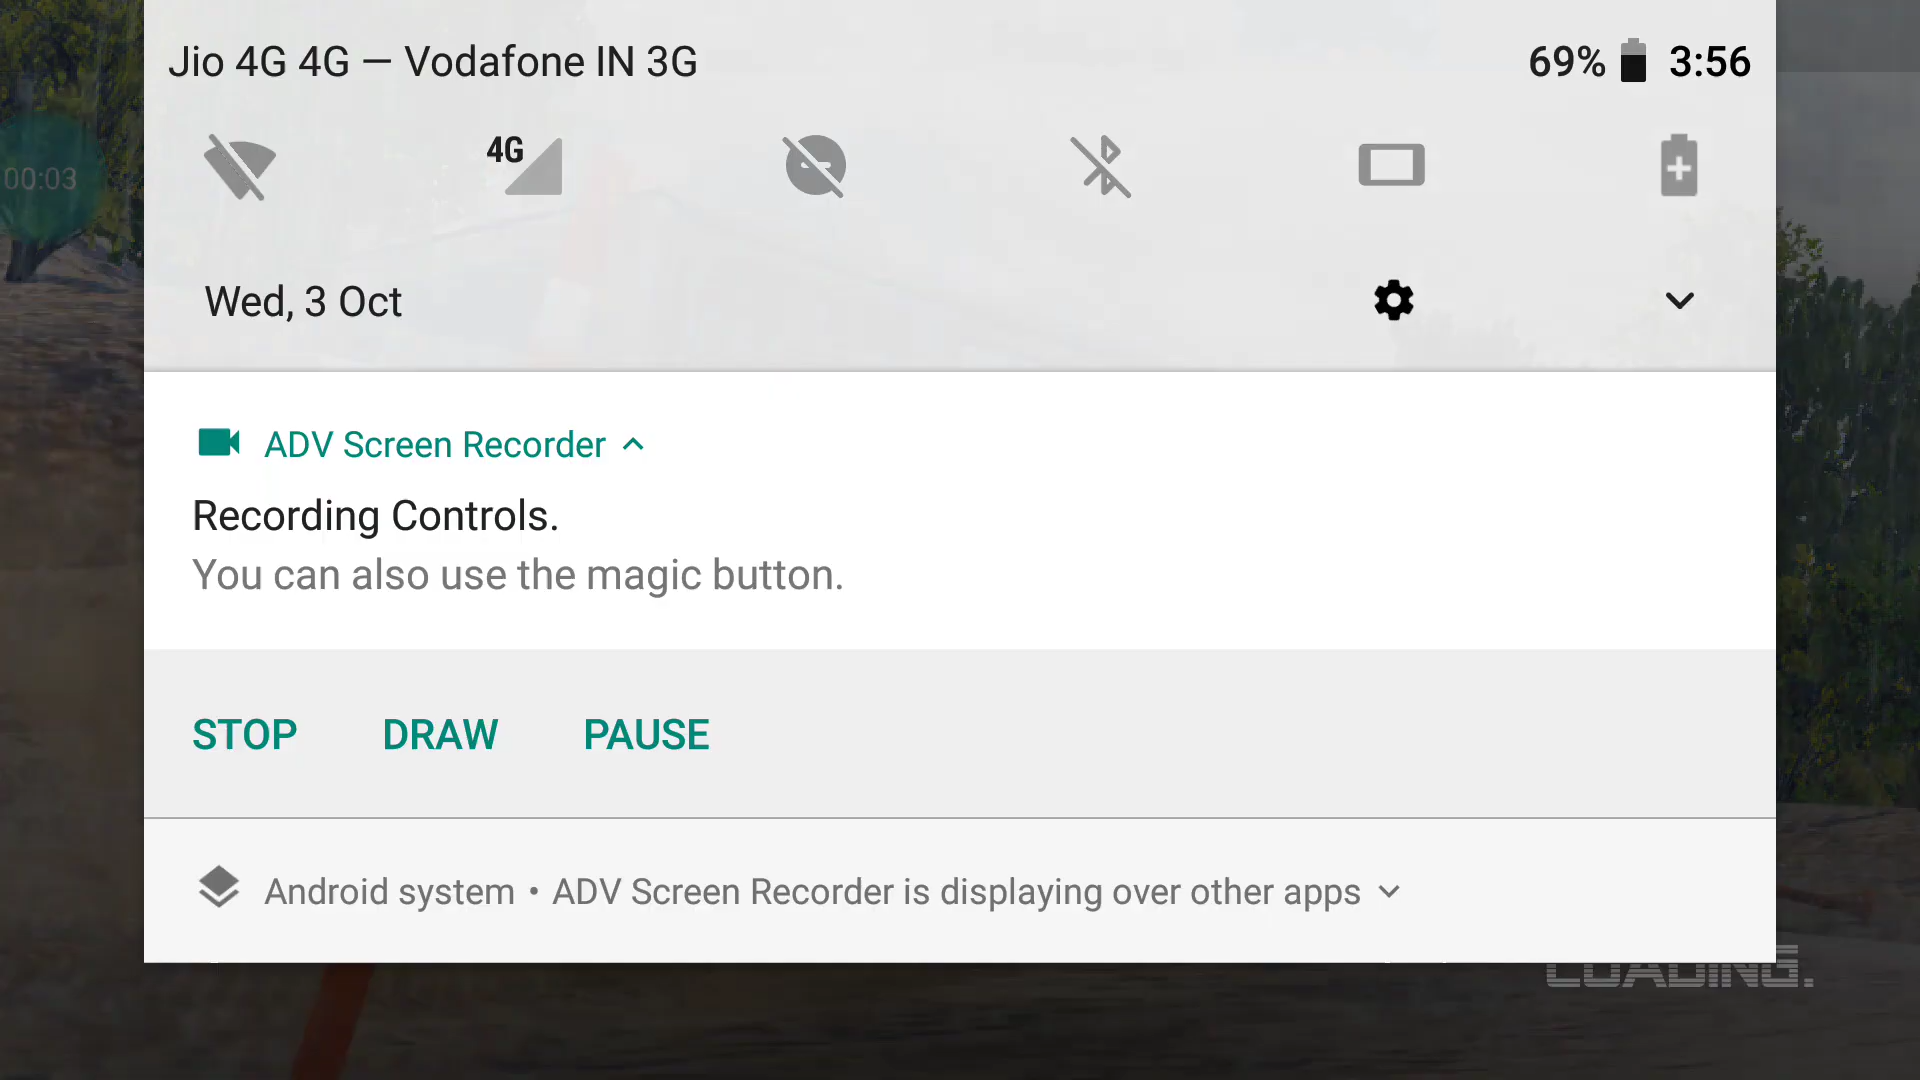 Jio 4G 4G — Vodafone IN 3G
69% 3:56
4G
00:03
Wed, 3 Oct
ADV Screen Recorder
Recording Controls.
You can also use the magic button.
STOP DRAW PAUSE
Android system • ADV Screen Recorder is displaying over other apps
LOADING.